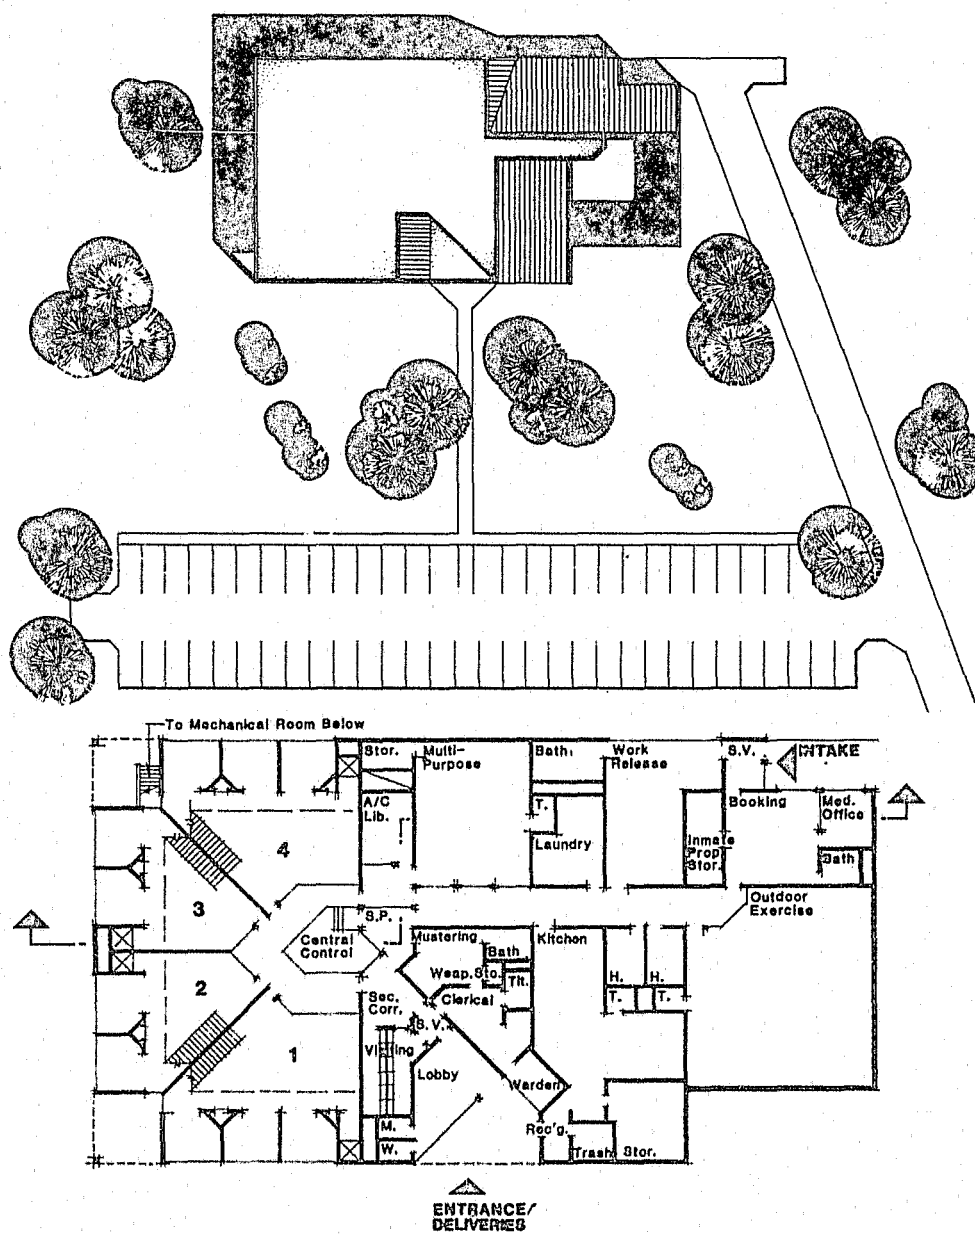 To Mechanical Room Below
Stor.
Multi-
Purpose
Bath.
Work
Release
S.V.
INTAKE
A/C
Lib.
T.
Booking
Med.
Office
Laundry
Inmate
Prop
Stor.
Bath
4
3
Outdoor
Exercise
S.P.
Central
Control
Mustering
Kitchen
Bath
Weap. Sto.
Tlt.
H.
H.
2
Sec.
Corr.
Clerical
T.
T.
S.V.
1
Visiting
Lobby
Warden
M.
W.
Rec'g.
Trash
Stor.
ENTRANCE/
DELIVERIES